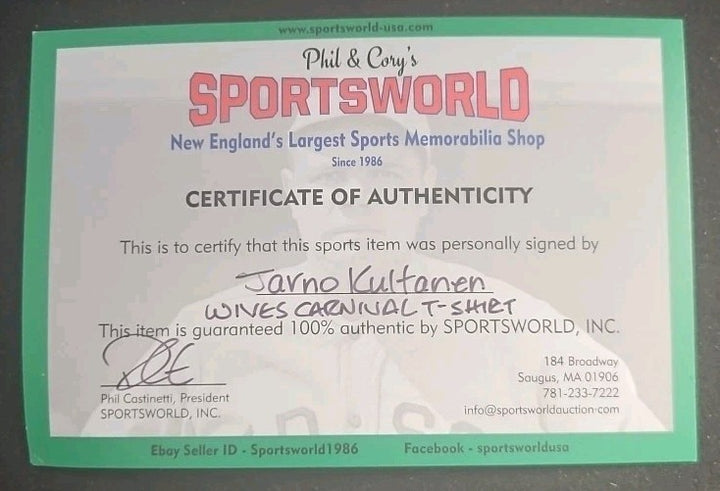 www.sportsworld-usa.com
Phil & Cory's
SPORTSWORLD
New England's Largest Sports Memorabilia Shop
Since 1986
CERTIFICATE OF AUTHENTICITY
This is to certify that this sports item was personally signed by
Jarno Kultanen
WIVES CARNIVAL T-SHIRT
This item is guaranteed 100% authentic by SPORTSWORLD, INC.
Phil Castinetti, President
SPORTSWORLD, INC.
184 Broadway
Saugus, MA 01906
781-233-7222
info@sportsworldauction.com
Ebay Seller ID - Sportsworld1986 Facebook - sportsworldusa